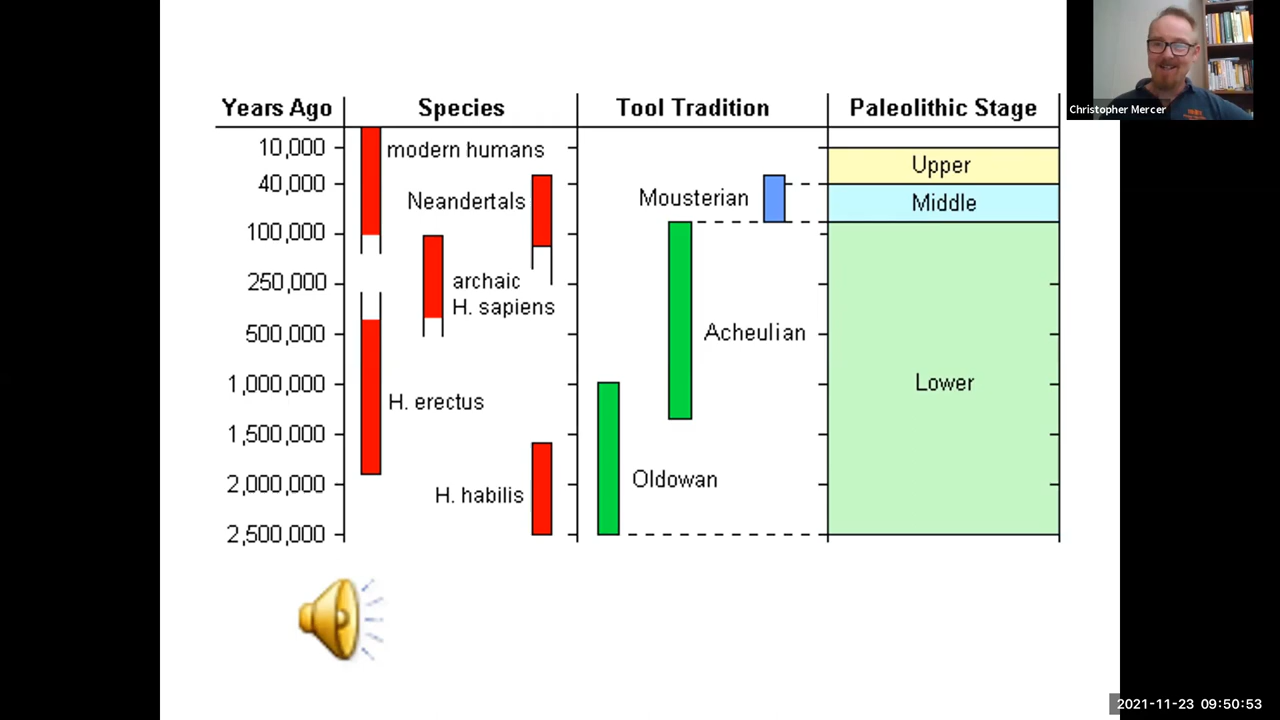 Years Ago Species Tool Tradition Paleolithic Stage
Christopher Mercer
10,000 modern humans
Upper
40,000
Neandertals Mousterian Middle
100,000
250,000 archaic
H. sapiens
500,000 Acheulian
1,000,000 Lower
H. erectus
1,500,000
2,000,000 H. habilis Oldowan
2,500,000
2021-11-23 09:50:53